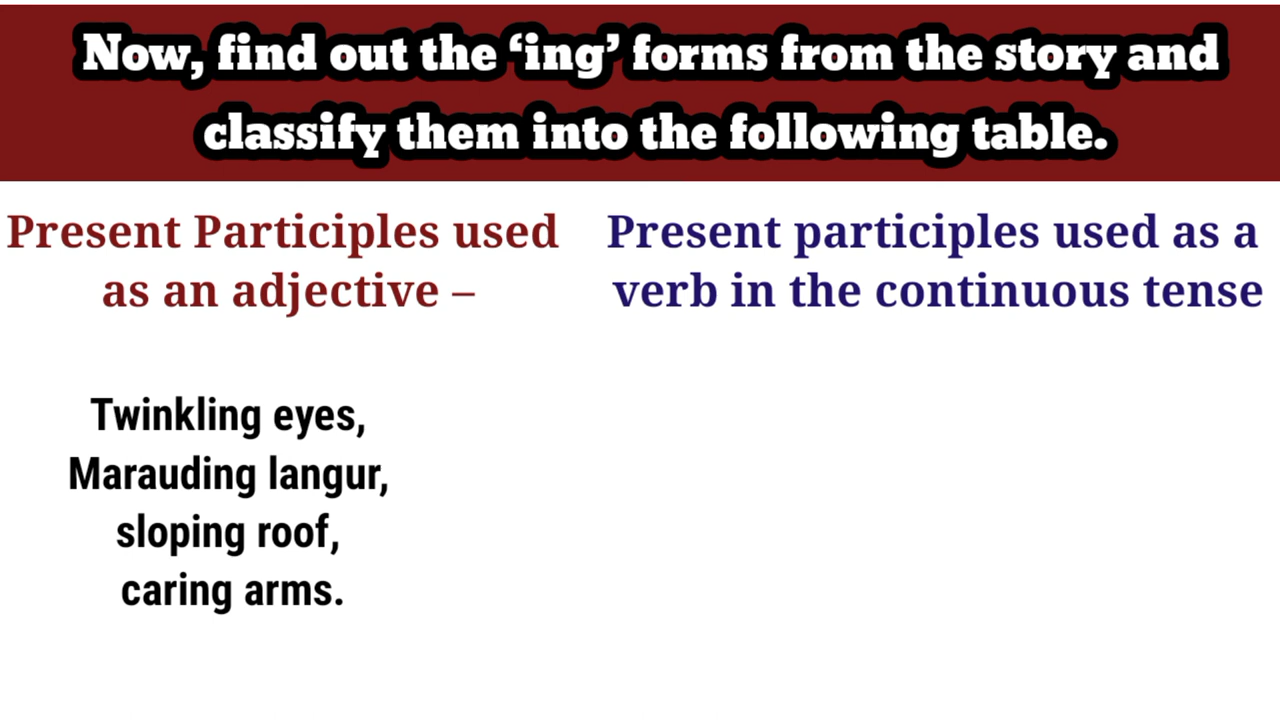 Now, find out the ‘ing’ forms from the story and
classify them into the following table.
Present Participles used
as an adjective –
Present participles used as a
verb in the continuous tense
Twinkling eyes,
Marauding langur,
sloping roof,
caring arms.